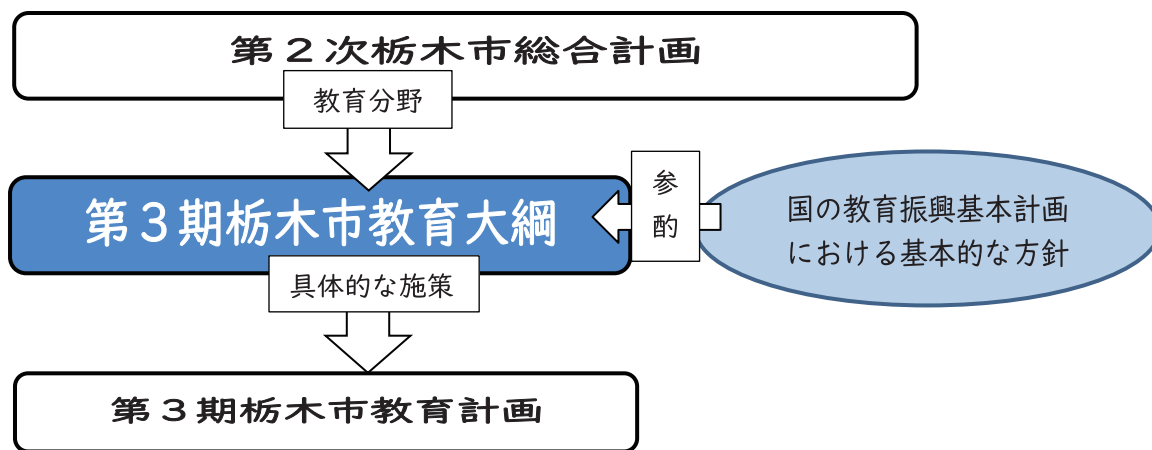 第２次栃木市総合計画
教育分野
第３期栃木市教育大綱
参
酌
国の教育振興基本計画
における基本的な方針
具体的な施策
第３期栃木市教育計画